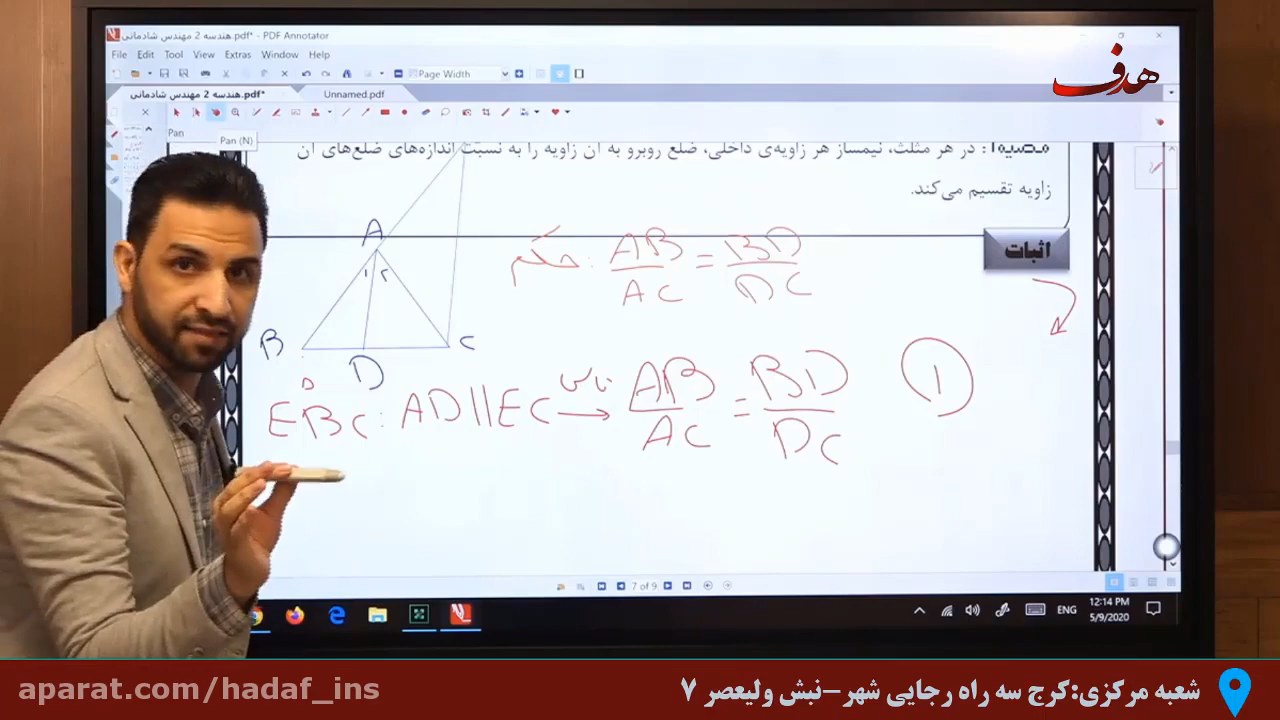 هندسه 2 مهندس شادمانی.pdf* - PDF Annotator
File Edit Tool View Extras Window Help
Page Width
هدف
هندسه 2 مهندس شادمانی.pdf* Unnamed.pdf
Pan
Pan (N)
در هر مثلث، نیمساز هر زاویه‌ی داخلی، ضلع روبرو به آن زاویه را به نسبت اندازه‌های ضلع‌های آن
زاویه تقسیم می‌کند.
اثبات
A
B
D
C
حکم: AB/AC = BD/DC
EBC: AD||EC → تالس AB/AC = BD/DC ①
7 of 9
ENG
12:14 PM
5/9/2020
aparat.com/hadaf_ins
شعبه مرکزی:کرج سه راه رجایی شهر-نبش ولیعصر ۷